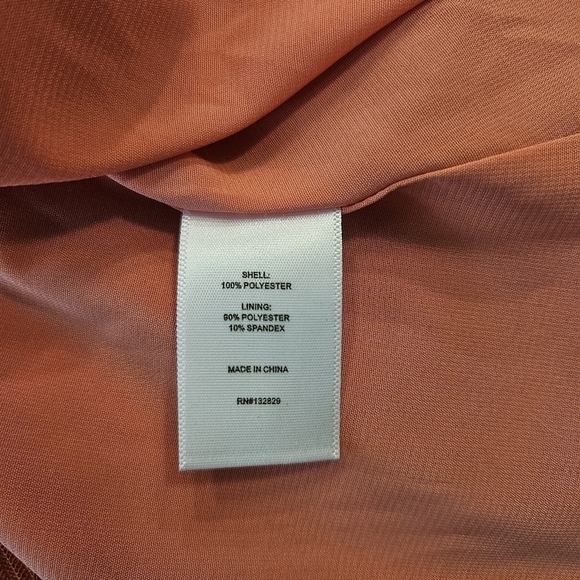 SHELL:
100% POLYESTER
LINING:
90% POLYESTER
10% SPANDEX
MADE IN CHINA
RN#132829